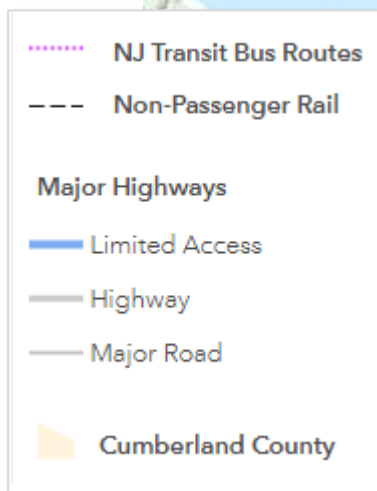 NJ Transit Bus Routes
Non-Passenger Rail
Major Highways
Limited Access
Highway
Major Road
Cumberland County